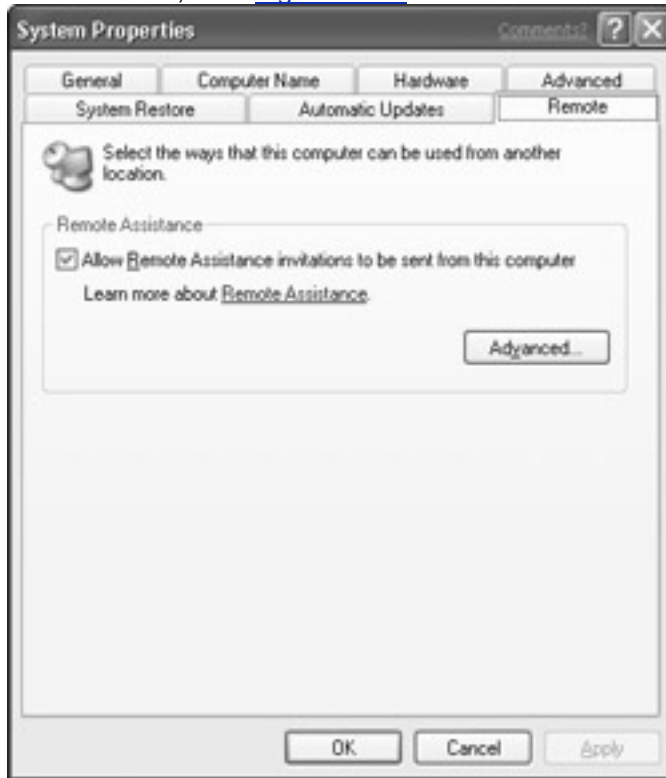 System Properties Comments? ? X
General Computer Name Hardware Advanced
System Restore Automatic Updates Remote
Select the ways that this computer can be used from another
location.
Remote Assistance
Allow Remote Assistance invitations to be sent from this computer
Learn more about Remote Assistance.
Advanced...
OK Cancel Apply